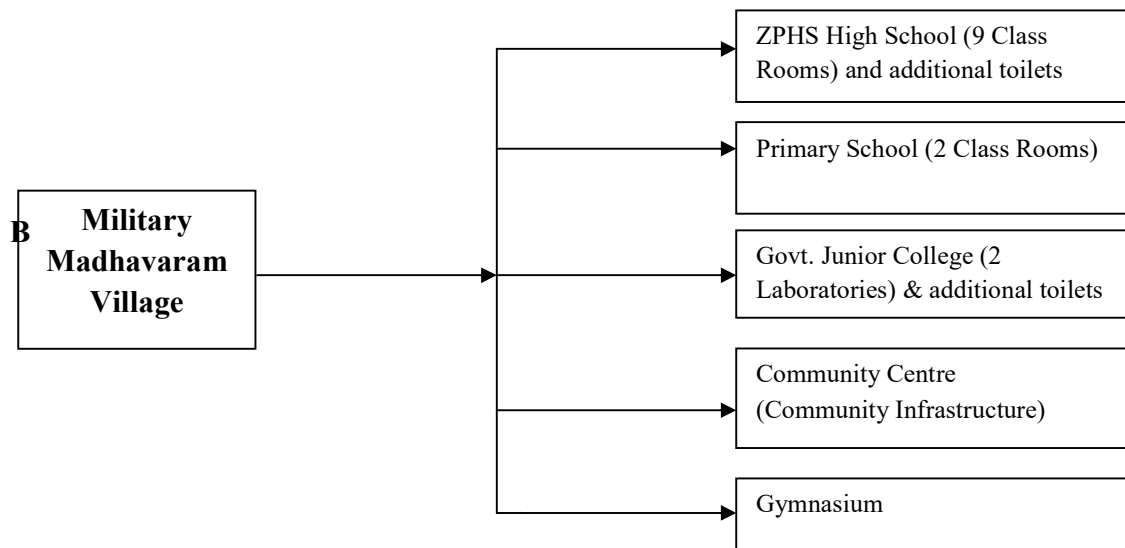 B
Military
Madhavaram
Village
ZPHS High School (9 Class
Rooms) and additional toilets
Primary School (2 Class Rooms)
Govt. Junior College (2
Laboratories) & additional toilets
Community Centre
(Community Infrastructure)
Gymnasium